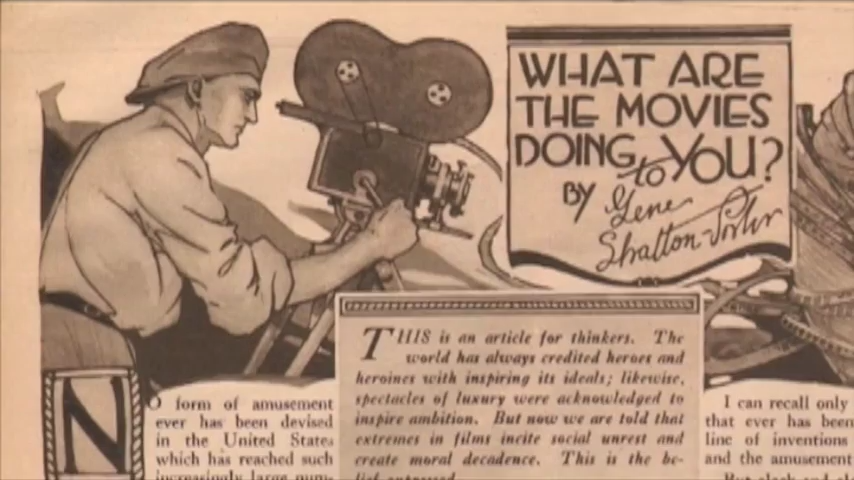 WHAT ARE
THE MOVIES
DOING to YOU?
BY Gene
Stratton-Porter
THIS is an article for thinkers. The
world has always credited heroes and
heroines with inspiring its ideals; likewise,
spectacles of luxury were acknowledged to
inspire ambition. But now we are told that
extremes in films incite social unrest and
create moral decadence. This is the be-
NO form of amusement
ever has been devised
in the United States
which has reached such
increasingly large num-
I can recall only
that ever has been
line of inventions
and the amusement